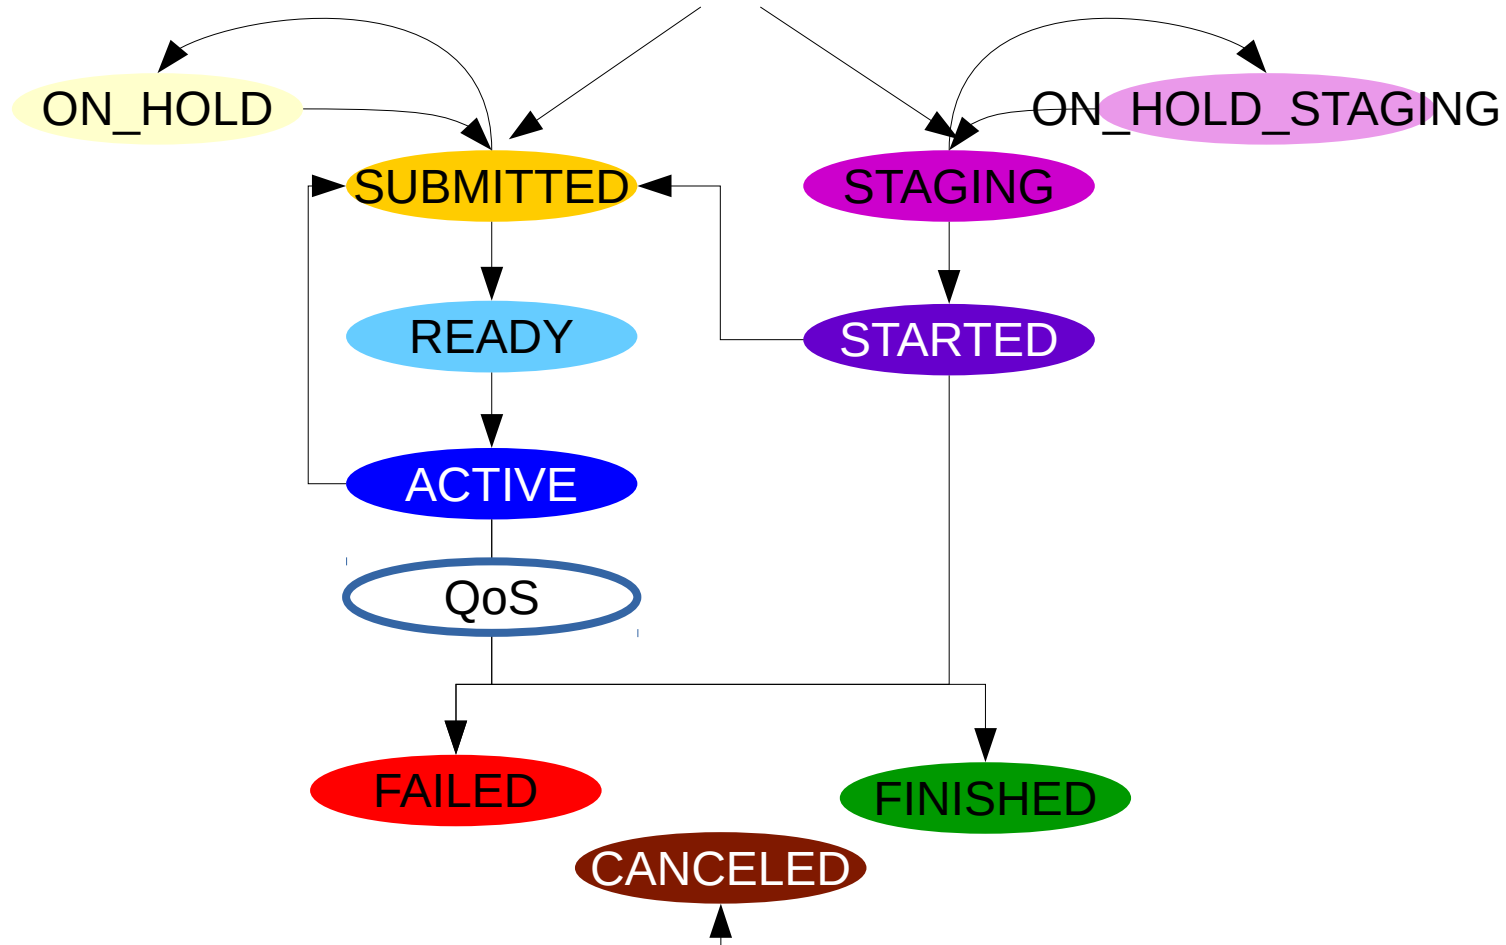 ON_HOLD
ON_HOLD_STAGING
SUBMITTED
STAGING
READY
STARTED
ACTIVE
QoS
FAILED
FINISHED
CANCELED